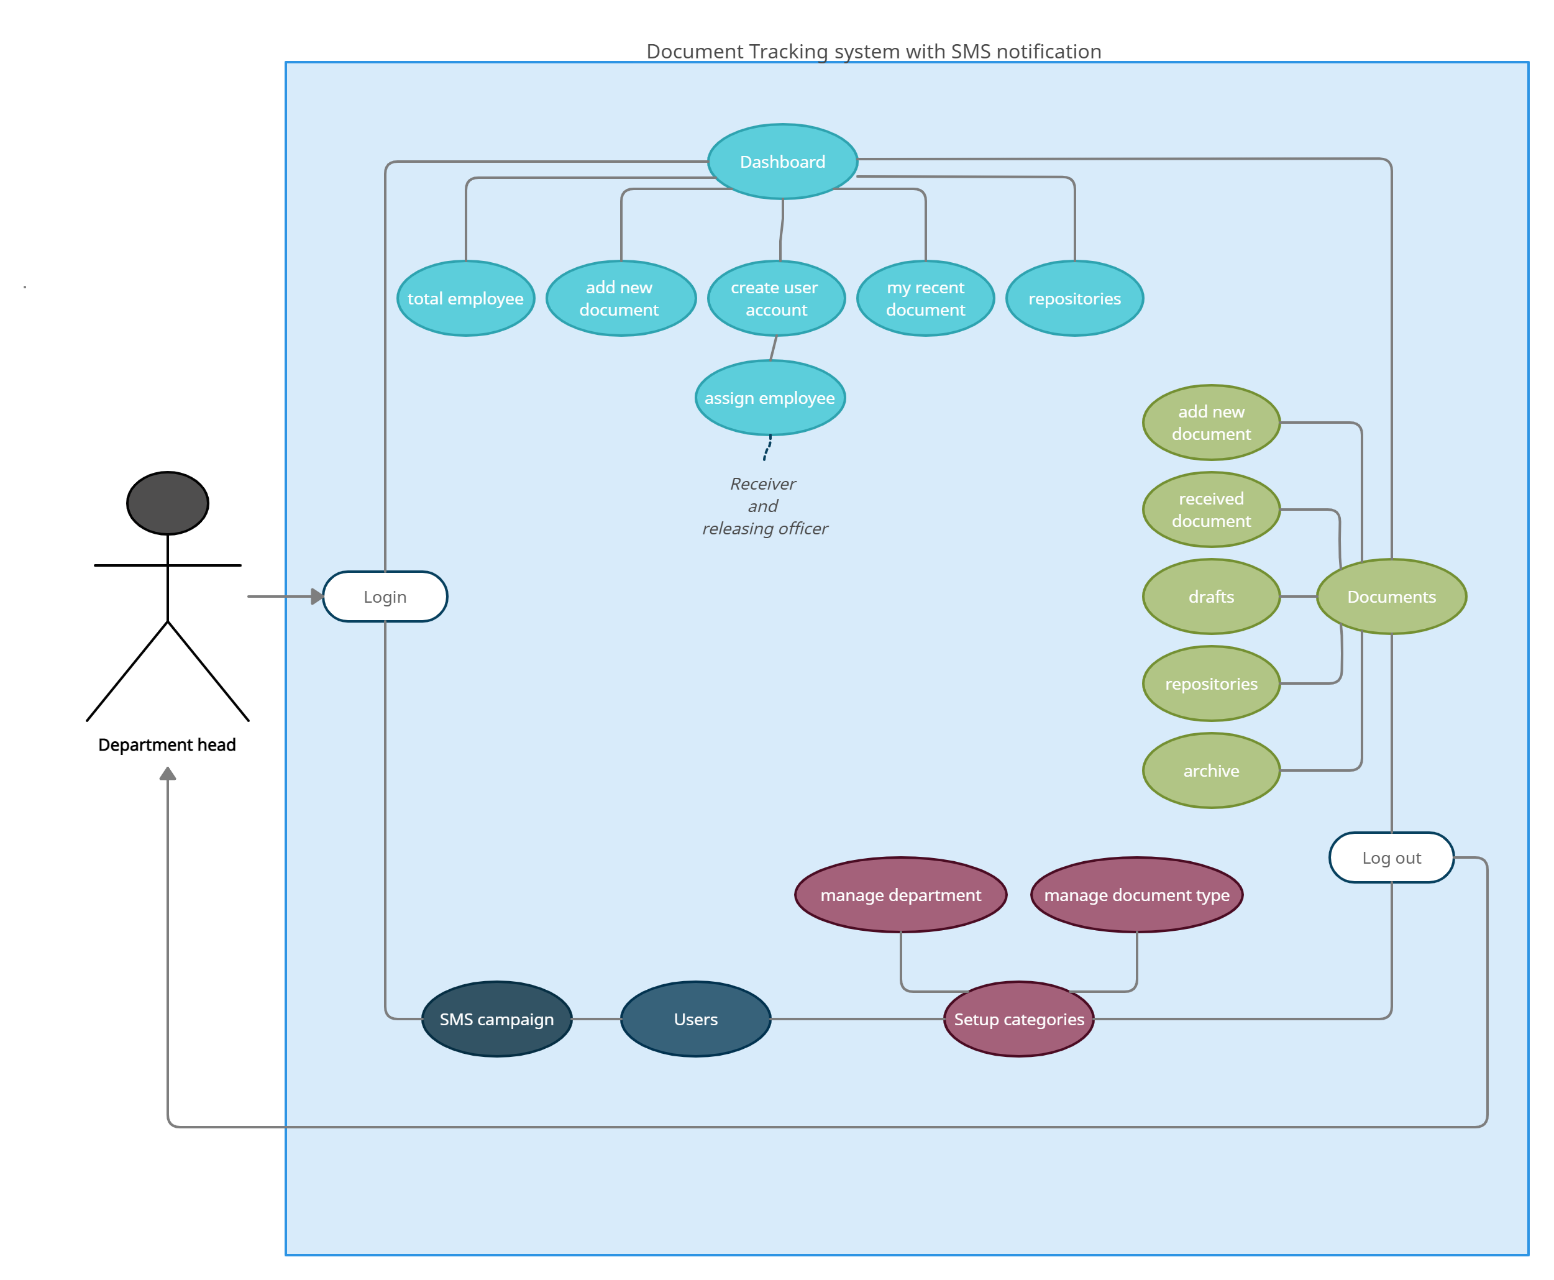 Document Tracking system with SMS notification
Dashboard
total employee
add new
document
create user
account
my recent
document
repositories
assign employee
Receiver
and
releasing officer
add new
document
received
document
drafts
Documents
repositories
archive
Login
Department head
Log out
manage department
manage document type
SMS campaign
Users
Setup categories